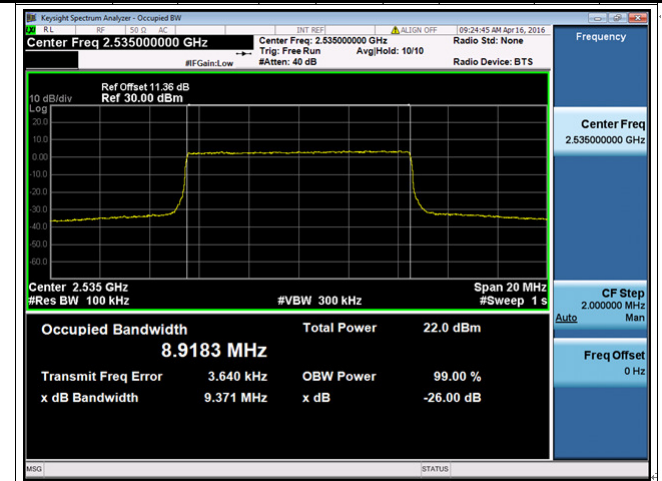 Keysight Spectrum Analyzer - Occupied BW
RL RF 50 Ω AC INT REF ALIGN OFF 09:24:45 AM Apr 16, 2016
Center Freq 2.535000000 GHz
Center Freq: 2.535000000 GHz Radio Std: None
Trig: Free Run Avg|Hold: 10/10
#IFGain:Low #Atten: 40 dB Radio Device: BTS
Ref Offset 11.36 dB
10 dB/div Ref 30.00 dBm
Log
20.0
10.0
0.00
-10.0
-20.0
-30.0
-40.0
-50.0
-60.0
Center 2.535 GHz Span 20 MHz
#Res BW 100 kHz #VBW 300 kHz #Sweep 1 s
Occupied Bandwidth Total Power 22.0 dBm
8.9183 MHz
Transmit Freq Error 3.640 kHz OBW Power 99.00 %
x dB Bandwidth 9.371 MHz x dB -26.00 dB
MSG STATUS
Frequency
Center Freq
2.535000000 GHz
CF Step
2.000000 MHz
Auto Man
Freq Offset
0 Hz